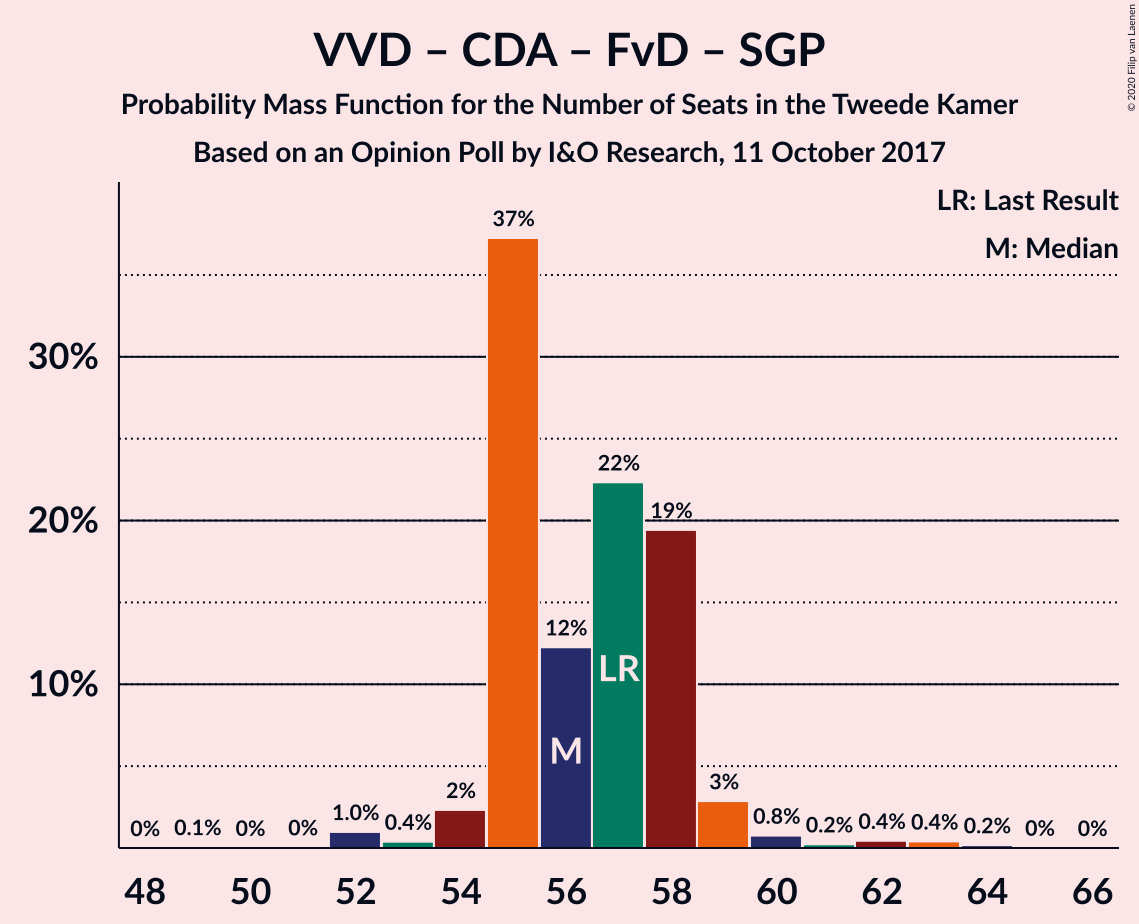 VVD – CDA – FvD – SGP
Probability Mass Function for the Number of Seats in the Tweede Kamer
Based on an Opinion Poll by I&O Research, 11 October 2017
© 2020 Filip van Laenen
LR: Last Result
M: Median
30%
20%
10%
0%
0.1%
0%
0%
1.0%
0.4%
2%
37%
12%
22%
19%
3%
0.8%
0.2%
0.4%
0.4%
0.2%
0%
0%
M
LR
48 50 52 54 56 58 60 62 64 66